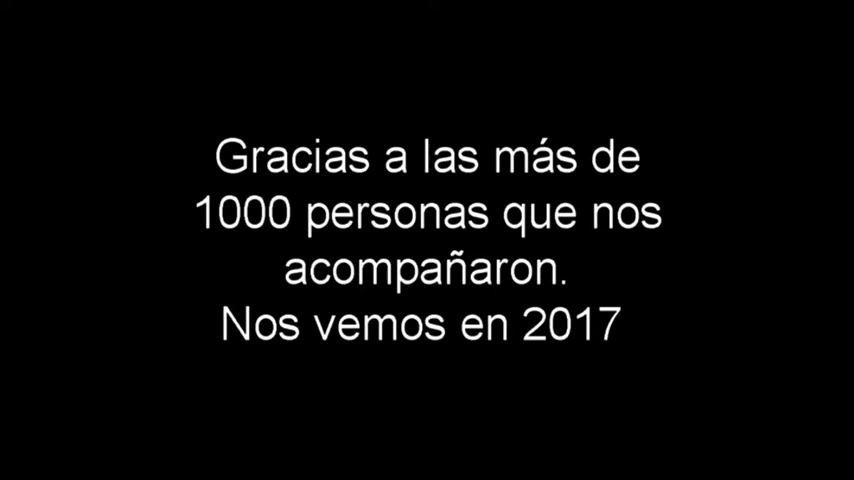 Gracias a las más de
1000 personas que nos
acompañaron.
Nos vemos en 2017